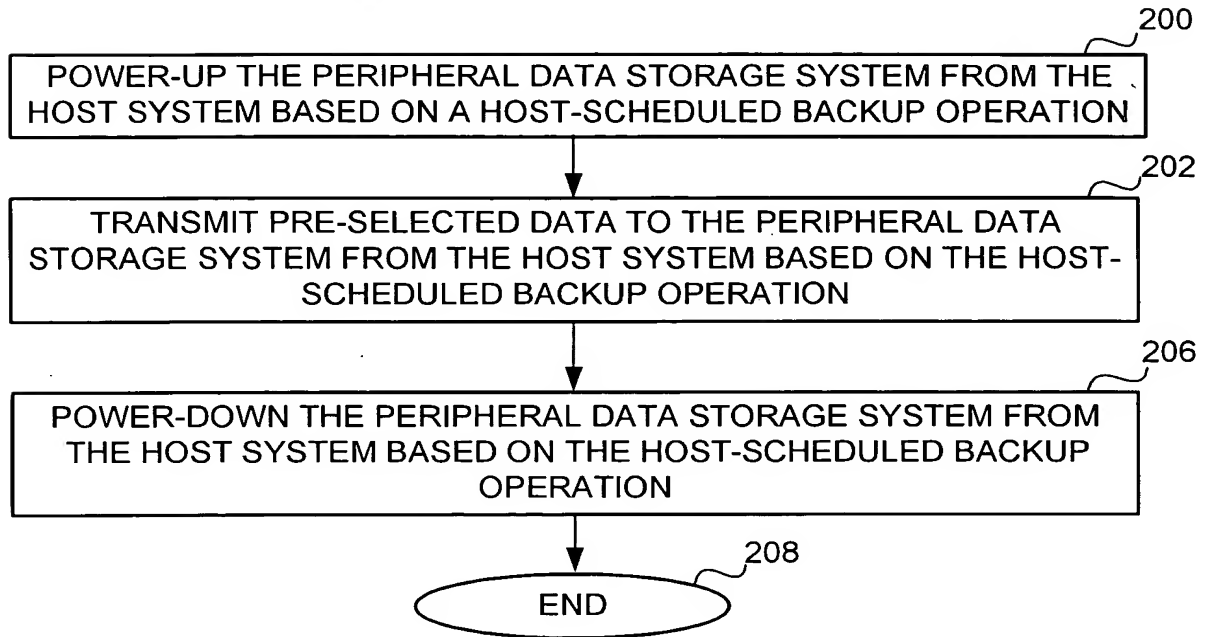 200
POWER-UP THE PERIPHERAL DATA STORAGE SYSTEM FROM THE
HOST SYSTEM BASED ON A HOST-SCHEDULED BACKUP OPERATION
202
TRANSMIT PRE-SELECTED DATA TO THE PERIPHERAL DATA
STORAGE SYSTEM FROM THE HOST SYSTEM BASED ON THE HOST-
SCHEDULED BACKUP OPERATION
206
POWER-DOWN THE PERIPHERAL DATA STORAGE SYSTEM FROM
THE HOST SYSTEM BASED ON THE HOST-SCHEDULED BACKUP
OPERATION
208
END